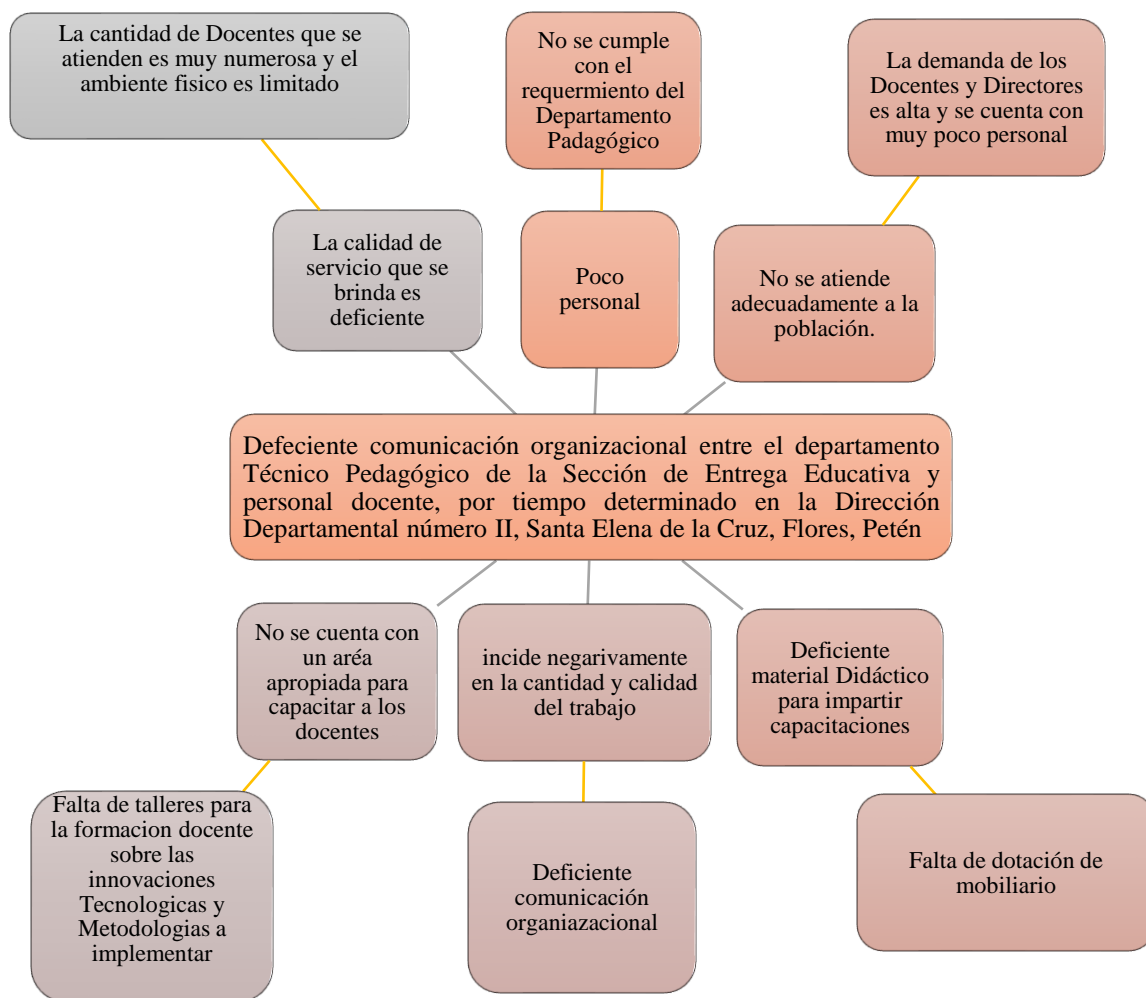 La cantidad de Docentes que se
atienden es muy numerosa y el
ambiente fisico es limitado
No se cumple
con el
requermiento del
Departamento
Padagógico
La demanda de los
Docentes y Directores
es alta y se cuenta con
muy poco personal
La calidad de
servicio que se
brinda es
deficiente
Poco
personal
No se atiende
adecuadamente a la
población.
Defeciente comunicación organizacional entre el departamento
Técnico Pedagógico de la Sección de Entrega Educativa y
personal docente, por tiempo determinado en la Dirección
Departamental número II, Santa Elena de la Cruz, Flores, Petén
No se cuenta con
un aréa
apropiada para
capacitar a los
docentes
incide negarivamente
en la cantidad y calidad
del trabajo
Deficiente
material Didáctico
para impartir
capacitaciones
Falta de talleres para
la formacion docente
sobre las
innovaciones
Tecnologicas y
Metodologias a
implementar
Deficiente
comunicación
organiazacional
Falta de dotación de
mobiliario